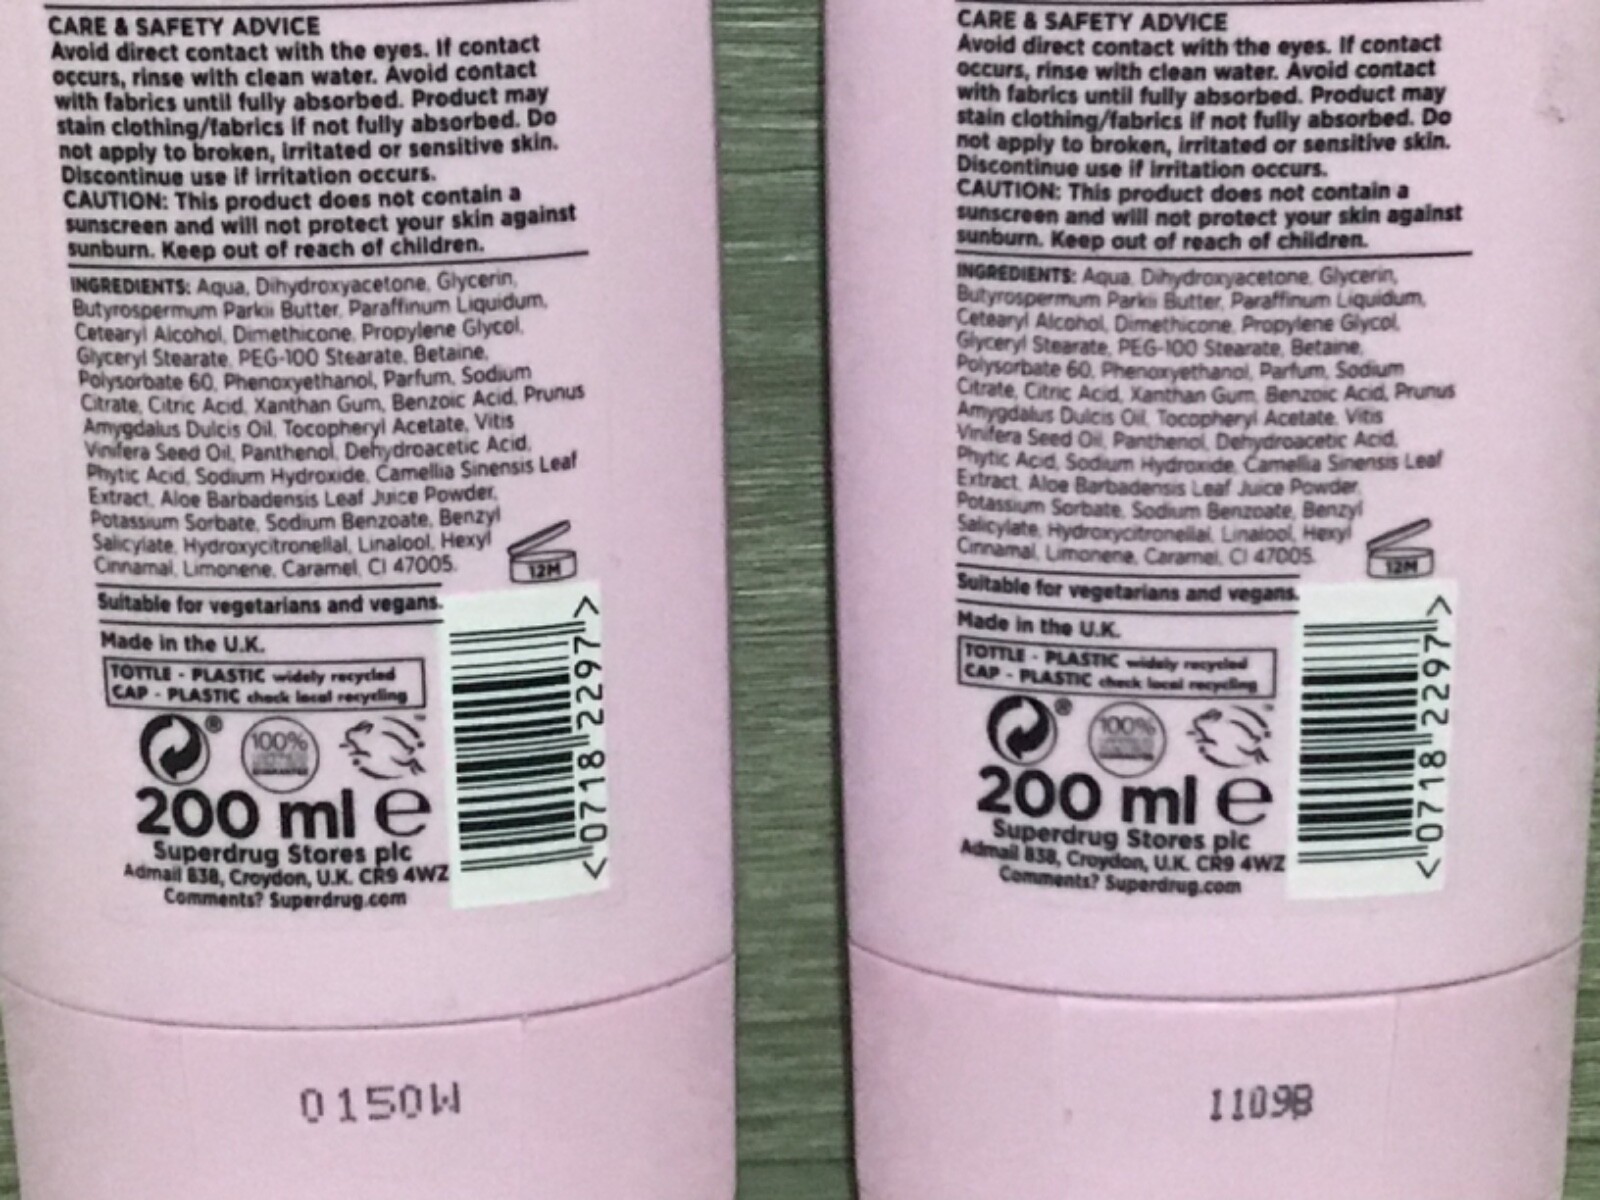 CARE & SAFETY ADVICE
Avoid direct contact with the eyes. If contact
occurs, rinse with clean water. Avoid contact
with fabrics until fully absorbed. Product may
stain clothing/fabrics if not fully absorbed. Do
not apply to broken, irritated or sensitive skin.
Discontinue use if irritation occurs.
CAUTION: This product does not contain a
sunscreen and will not protect your skin against
sunburn. Keep out of reach of children.
INGREDIENTS: Aqua, Dihydroxyacetone, Glycerin,
Butyrospermum Parkii Butter, Paraffinum Liquidum,
Cetearyl Alcohol, Dimethicone, Propylene Glycol,
Glyceryl Stearate, PEG-100 Stearate, Betaine,
Polysorbate 60, Phenoxyethanol, Parfum, Sodium
Citrate, Citric Acid, Xanthan Gum, Benzoic Acid, Prunus
Amygdalus Dulcis Oil, Tocopheryl Acetate, Vitis
Vinifera Seed Oil, Panthenol, Dehydroacetic Acid,
Phytic Acid, Sodium Hydroxide, Camellia Sinensis Leaf
Extract, Aloe Barbadensis Leaf Juice Powder,
Potassium Sorbate, Sodium Benzoate, Benzyl
Salicylate, Hydroxycitronellal, Linalool, Hexyl
Cinnamal, Limonene, Caramel, CI 47005.
12M
Suitable for vegetarians and vegans.
Made in the U.K.
TOTTLE - PLASTIC widely recycled
CAP - PLASTIC check local recycling
100%
200 ml e
Superdrug Stores plc
Admail 838, Croydon, U.K. CR9 4WZ
Comments? Superdrug.com
<07182297>
0150W
CARE & SAFETY ADVICE
Avoid direct contact with the eyes. If contact
occurs, rinse with clean water. Avoid contact
with fabrics until fully absorbed. Product may
stain clothing/fabrics if not fully absorbed. Do
not apply to broken, irritated or sensitive skin.
Discontinue use if irritation occurs.
CAUTION: This product does not contain a
sunscreen and will not protect your skin against
sunburn. Keep out of reach of children.
INGREDIENTS: Aqua, Dihydroxyacetone, Glycerin,
Butyrospermum Parkii Butter, Paraffinum Liquidum,
Cetearyl Alcohol, Dimethicone, Propylene Glycol,
Glyceryl Stearate, PEG-100 Stearate, Betaine,
Polysorbate 60, Phenoxyethanol, Parfum, Sodium
Citrate, Citric Acid, Xanthan Gum, Benzoic Acid, Prunus
Amygdalus Dulcis Oil, Tocopheryl Acetate, Vitis
Vinifera Seed Oil, Panthenol, Dehydroacetic Acid,
Phytic Acid, Sodium Hydroxide, Camellia Sinensis Leaf
Extract, Aloe Barbadensis Leaf Juice Powder,
Potassium Sorbate, Sodium Benzoate, Benzyl
Salicylate, Hydroxycitronellal, Linalool, Hexyl
Cinnamal, Limonene, Caramel, CI 47005.
12M
Suitable for vegetarians and vegans.
Made in the U.K.
TOTTLE - PLASTIC widely recycled
CAP - PLASTIC check local recycling
100%
200 ml e
Superdrug Stores plc
Admail 838, Croydon, U.K. CR9 4WZ
Comments? Superdrug.com
<07182297>
1109B